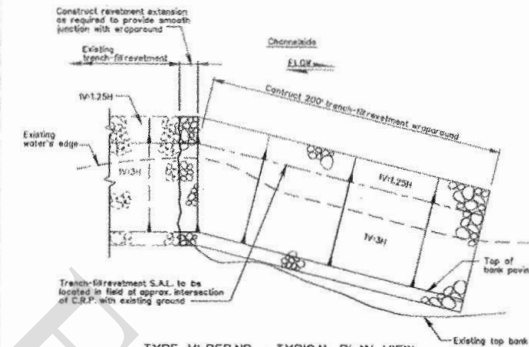 Construct revetment extension
as required to provide smooth
junction with wraparound
Existing
trench-fill revetment
Channelside
FLOW
Contruct 200' trench-fill revetment wraparound
1V:1.25H
Existing
water's edge
1V:3H
1V:1.25H
1V:3H
Top of
bank paving
Trench-fill revetment S.A.L. to be
located in field at approx. intersection
of C.R.P. with existing ground
Existing top bank
TYPICAL PLAN VIEW